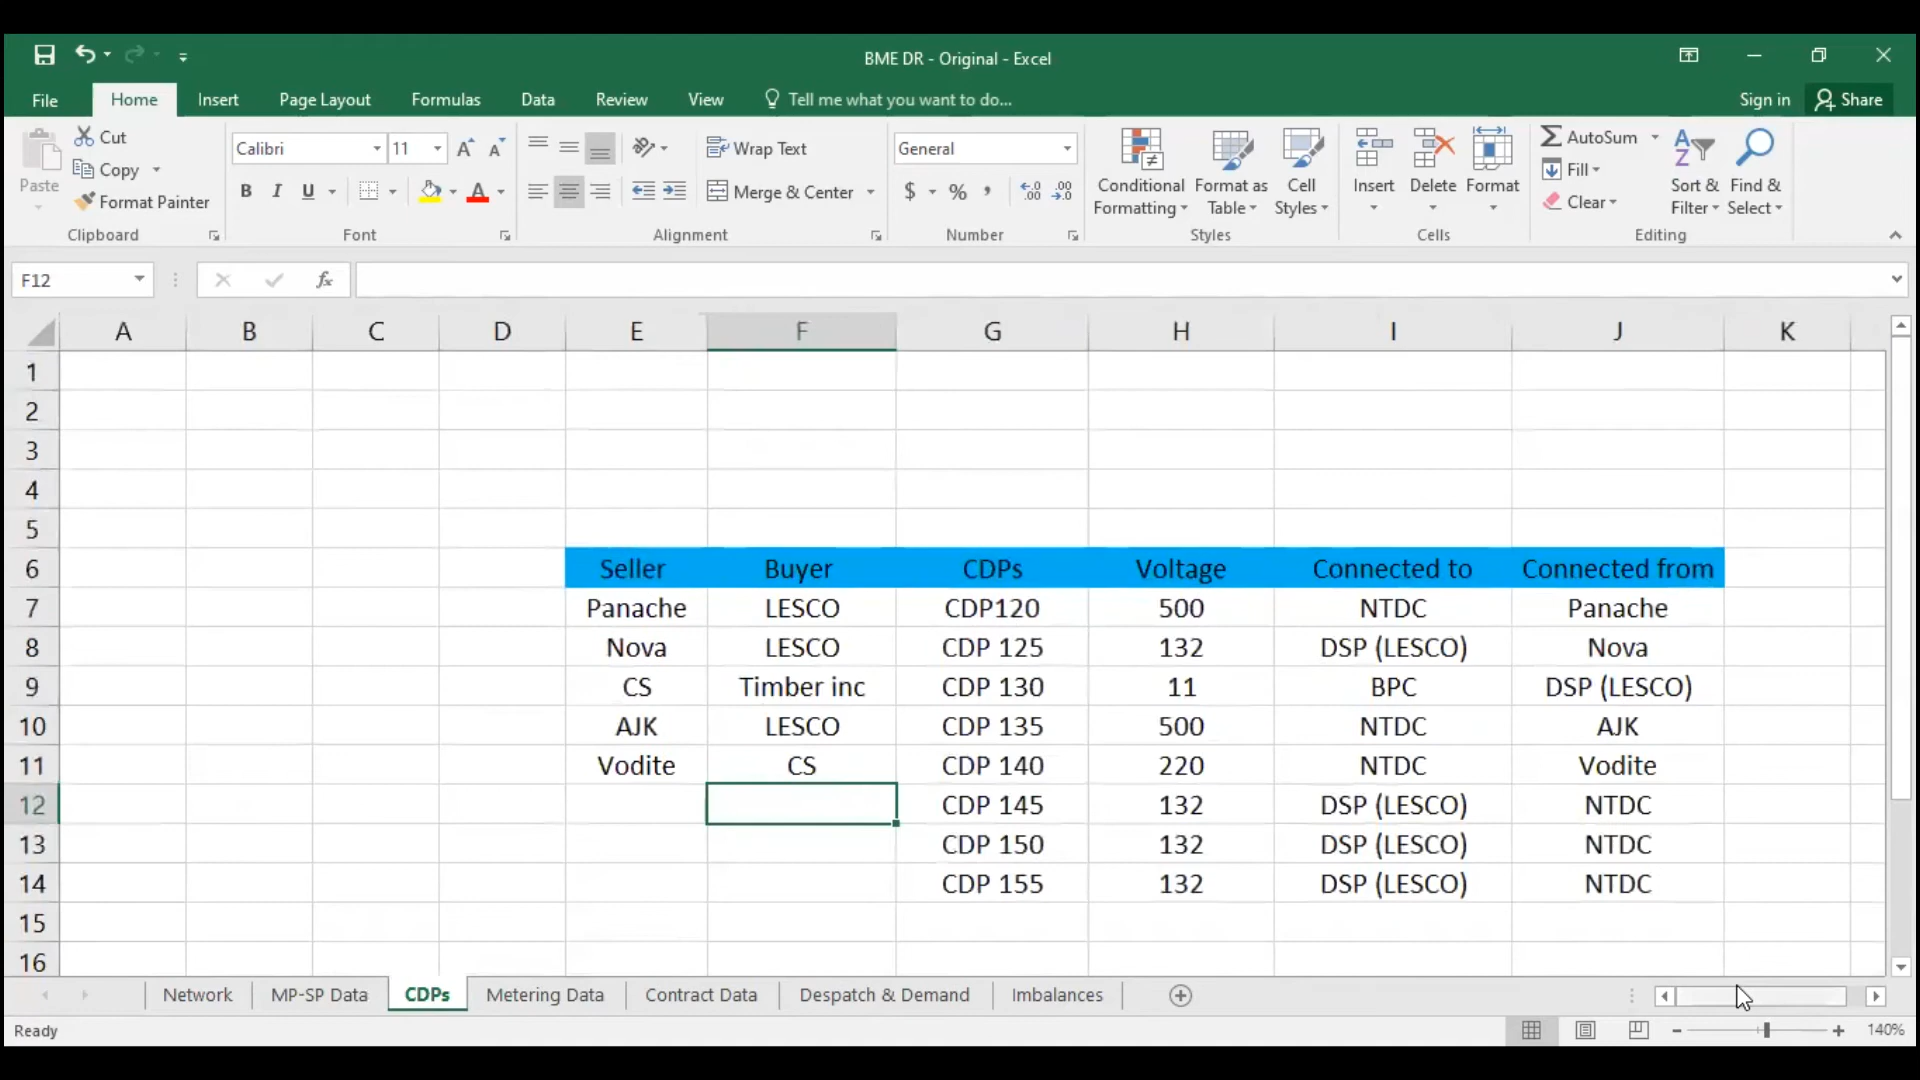 BME DR - Original - Excel
File Home Insert Page Layout Formulas Data Review View Tell me what you want to do... Sign in Share
Paste Cut Copy Format Painter Clipboard
Calibri 11 B I U A Font
Wrap Text Merge & Center Alignment
General $ % , Number
Conditional Formatting Format as Table Cell Styles Styles
Insert Delete Format Cells
AutoSum Fill Clear Sort & Filter Find & Select Editing
F12 fx
A B C D E F G H I J K
1
2
3
4
5
6 Seller Buyer CDPs Voltage Connected to Connected from
7 Panache LESCO CDP120 500 NTDC Panache
8 Nova LESCO CDP 125 132 DSP (LESCO) Nova
9 CS Timber inc CDP 130 11 BPC DSP (LESCO)
10 AJK LESCO CDP 135 500 NTDC AJK
11 Vodite CS CDP 140 220 NTDC Vodite
12 CDP 145 132 DSP (LESCO) NTDC
13 CDP 150 132 DSP (LESCO) NTDC
14 CDP 155 132 DSP (LESCO) NTDC
15
16
Network MP-SP Data CDPs Metering Data Contract Data Despatch & Demand Imbalances
Ready 140%